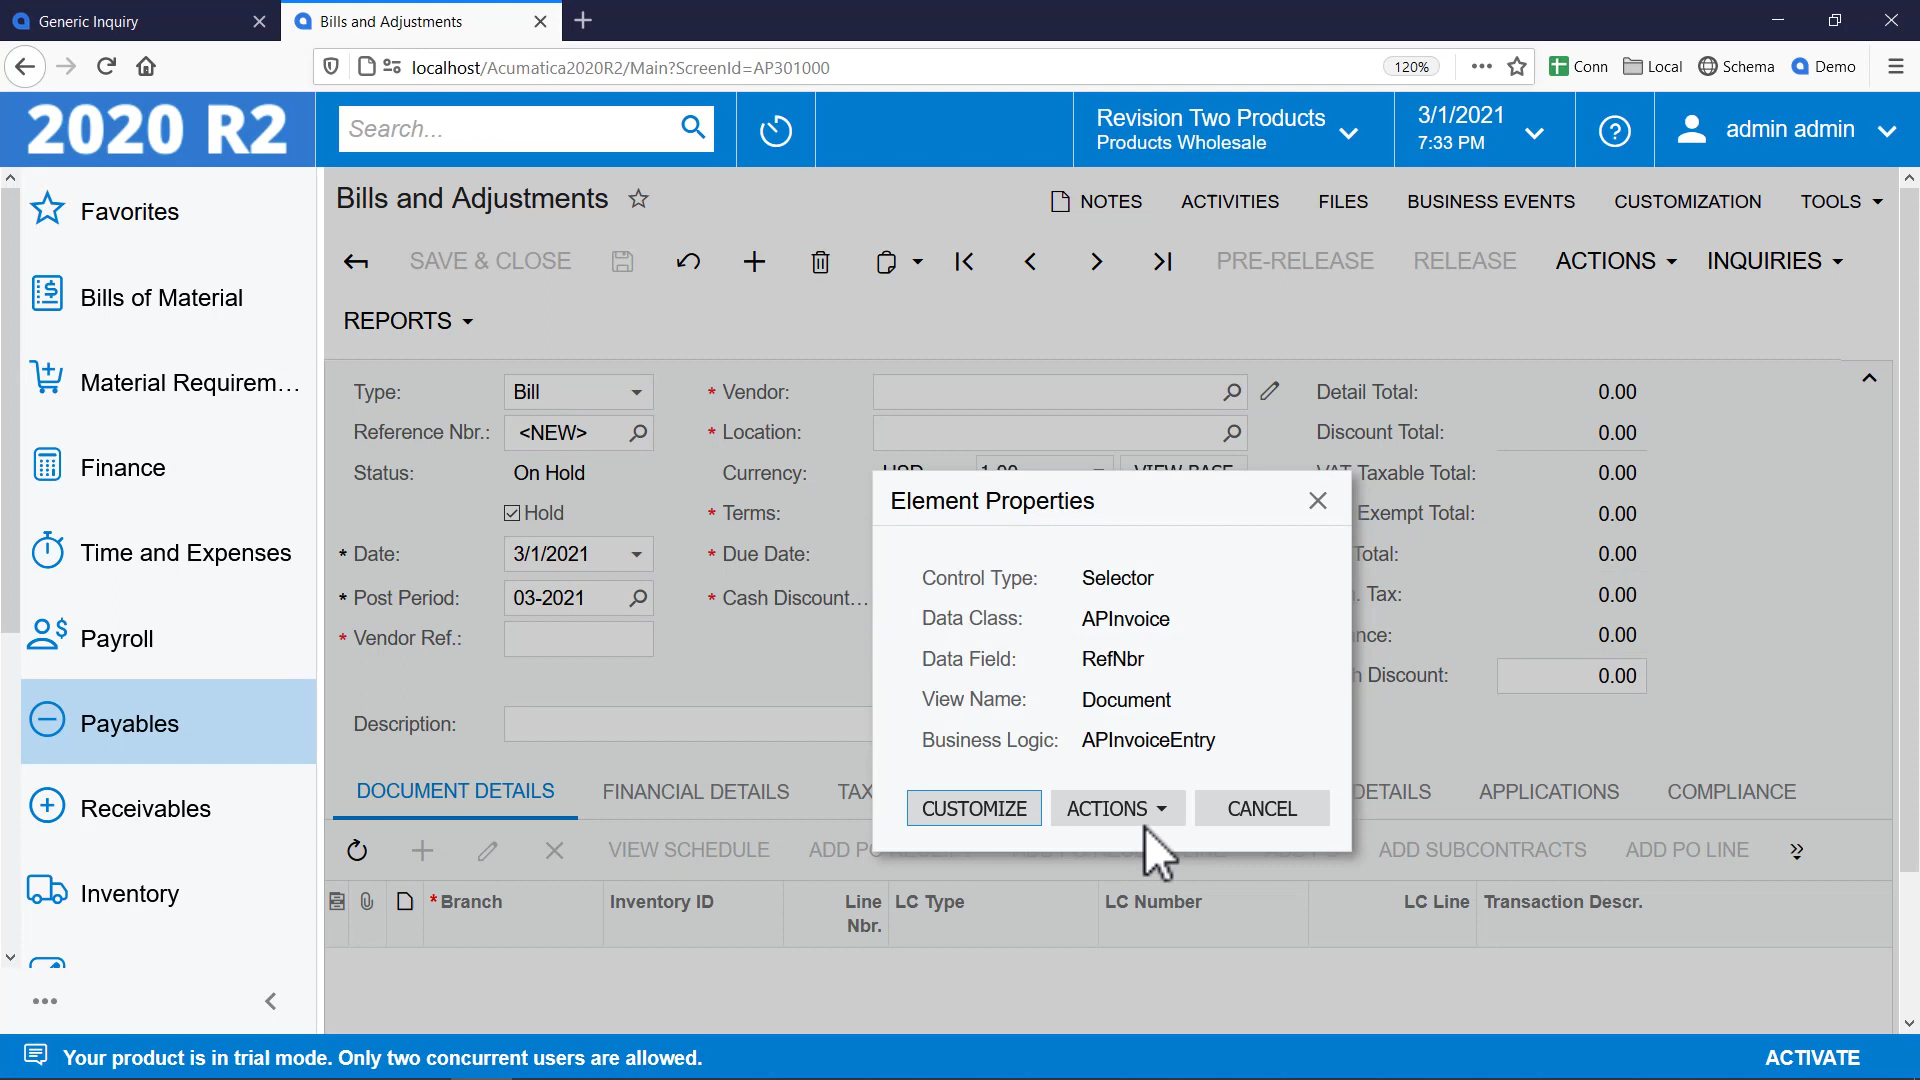 Generic Inquiry
Bills and Adjustments
localhost/Acumatica2020R2/Main?ScreenId=AP301000
120%
Conn
Local
Schema
Demo
2020 R2
Search...
Revision Two Products
Products Wholesale
3/1/2021
7:33 PM
admin admin
Favorites
Bills of Material
Material Requirem...
Finance
Time and Expenses
Payroll
Payables
Receivables
Inventory
Bills and Adjustments
NOTES ACTIVITIES FILES BUSINESS EVENTS CUSTOMIZATION TOOLS
SAVE & CLOSE PRE-RELEASE RELEASE ACTIONS INQUIRIES
REPORTS
Type: Bill * Vendor: Detail Total: 0.00
Reference Nbr.: <NEW> * Location: Discount Total: 0.00
Status: On Hold Currency: USD 1.00 VIEW BASE VAT Taxable Total: 0.00
Hold * Terms: Exempt Total: 0.00
* Date: 3/1/2021 * Due Date: Total: 0.00
* Post Period: 03-2021 * Cash Discount... Tax: 0.00
* Vendor Ref.: nce: 0.00
Discount: 0.00
Description:
Element Properties
Control Type: Selector
Data Class: APInvoice
Data Field: RefNbr
View Name: Document
Business Logic: APInvoiceEntry
CUSTOMIZE ACTIONS CANCEL
DOCUMENT DETAILS FINANCIAL DETAILS TAX DETAILS APPLICATIONS COMPLIANCE
VIEW SCHEDULE ADD PO ADD SUBCONTRACTS ADD PO LINE
* Branch Inventory ID Line Nbr. LC Type LC Number LC Line Transaction Descr.
Your product is in trial mode. Only two concurrent users are allowed.
ACTIVATE